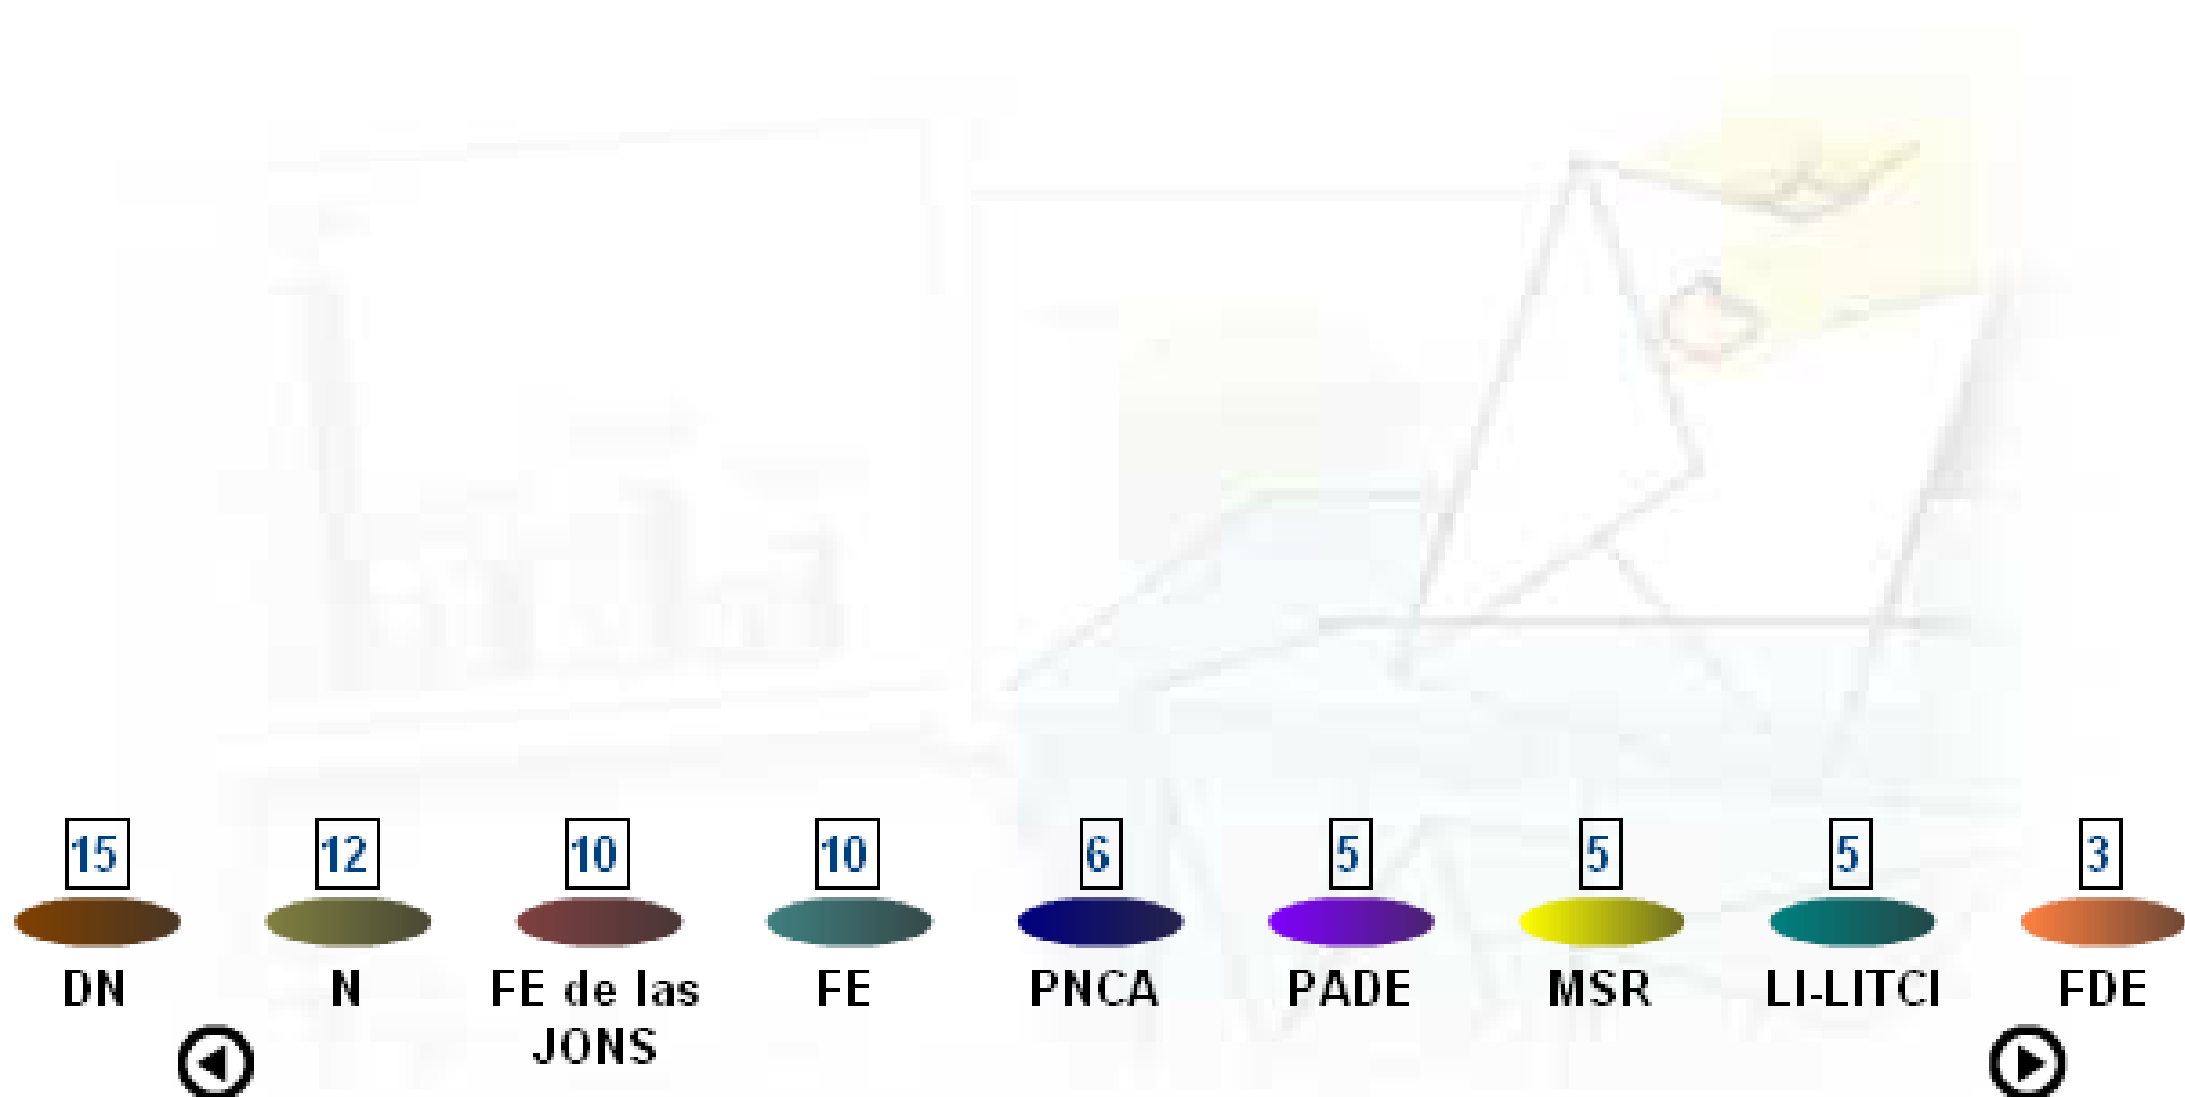 15 12 10 10 6 5 5 5 3
DN N FE de las FE PNCA PADE MSR LI-LITCI FDE
JONS